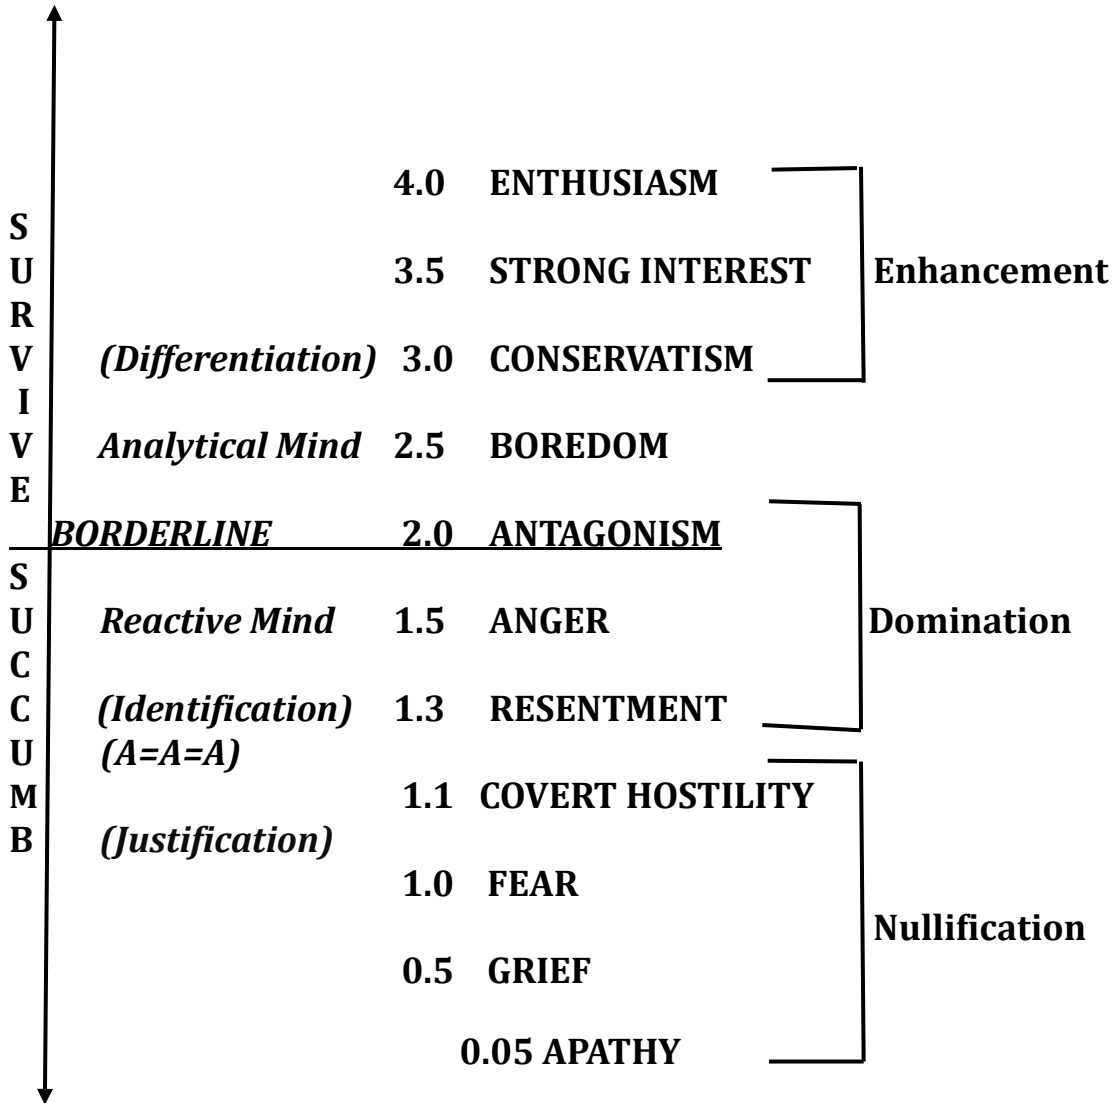 4.0 ENTHUSIASM
S
U 3.5 STRONG INTEREST Enhancement
R
V (Differentiation) 3.0 CONSERVATISM
I
V Analytical Mind 2.5 BOREDOM
E
BORDERLINE 2.0 ANTAGONISM
S
U Reactive Mind 1.5 ANGER Domination
C
C (Identification) 1.3 RESENTMENT
U (A=A=A)
M 1.1 COVERT HOSTILITY
B (Justification)
1.0 FEAR
Nullification
0.5 GRIEF
0.05 APATHY